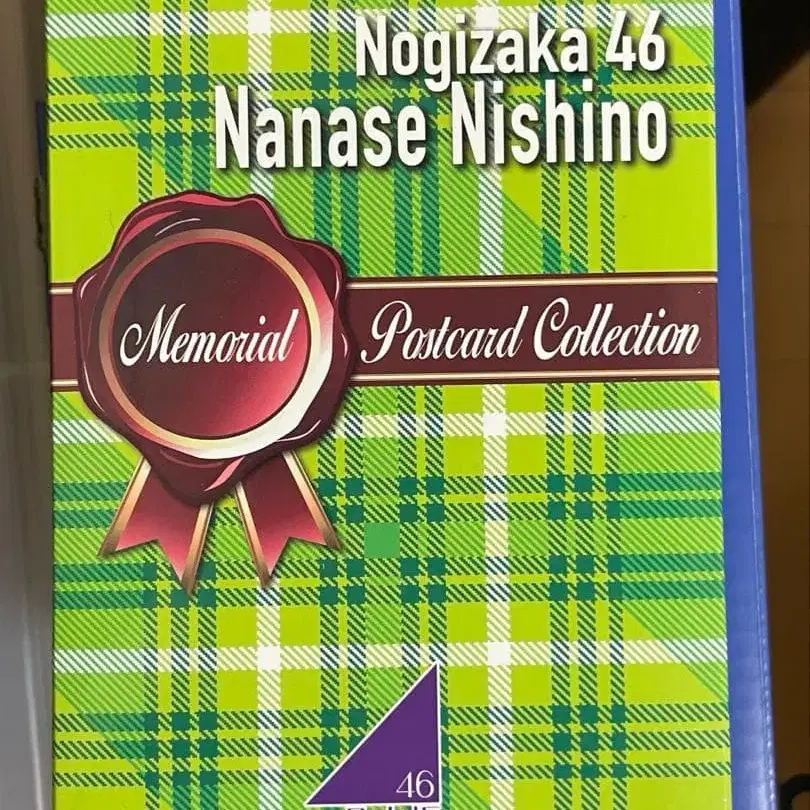 Nogizaka 46
Nanase Nishino
Memorial Postcard Collection
46